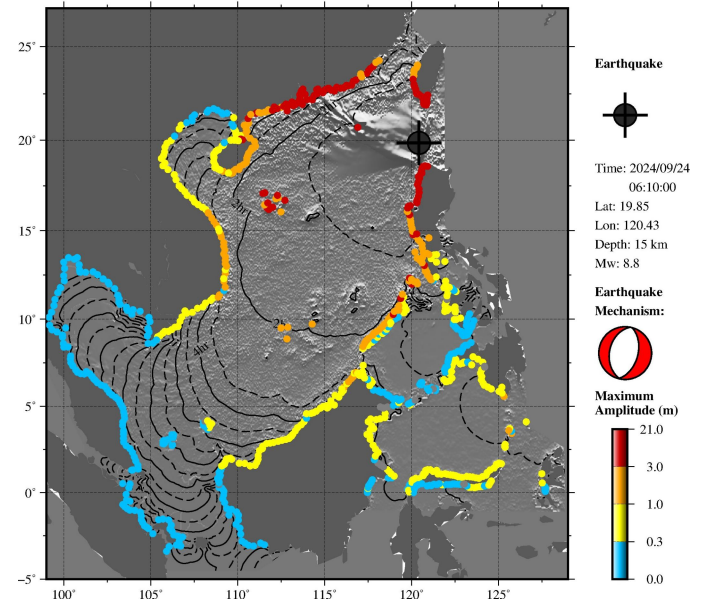 25°
20°
15°
10°
5°
0°
−5°
100°
105°
110°
115°
120°
125°
Earthquake
Time: 2024/09/24
06:10:00
Lat: 19.85
Lon: 120.43
Depth: 15 km
Mw: 8.8
Earthquake
Mechanism:
Maximum
Amplitude (m)
21.0
3.0
1.0
0.3
0.0